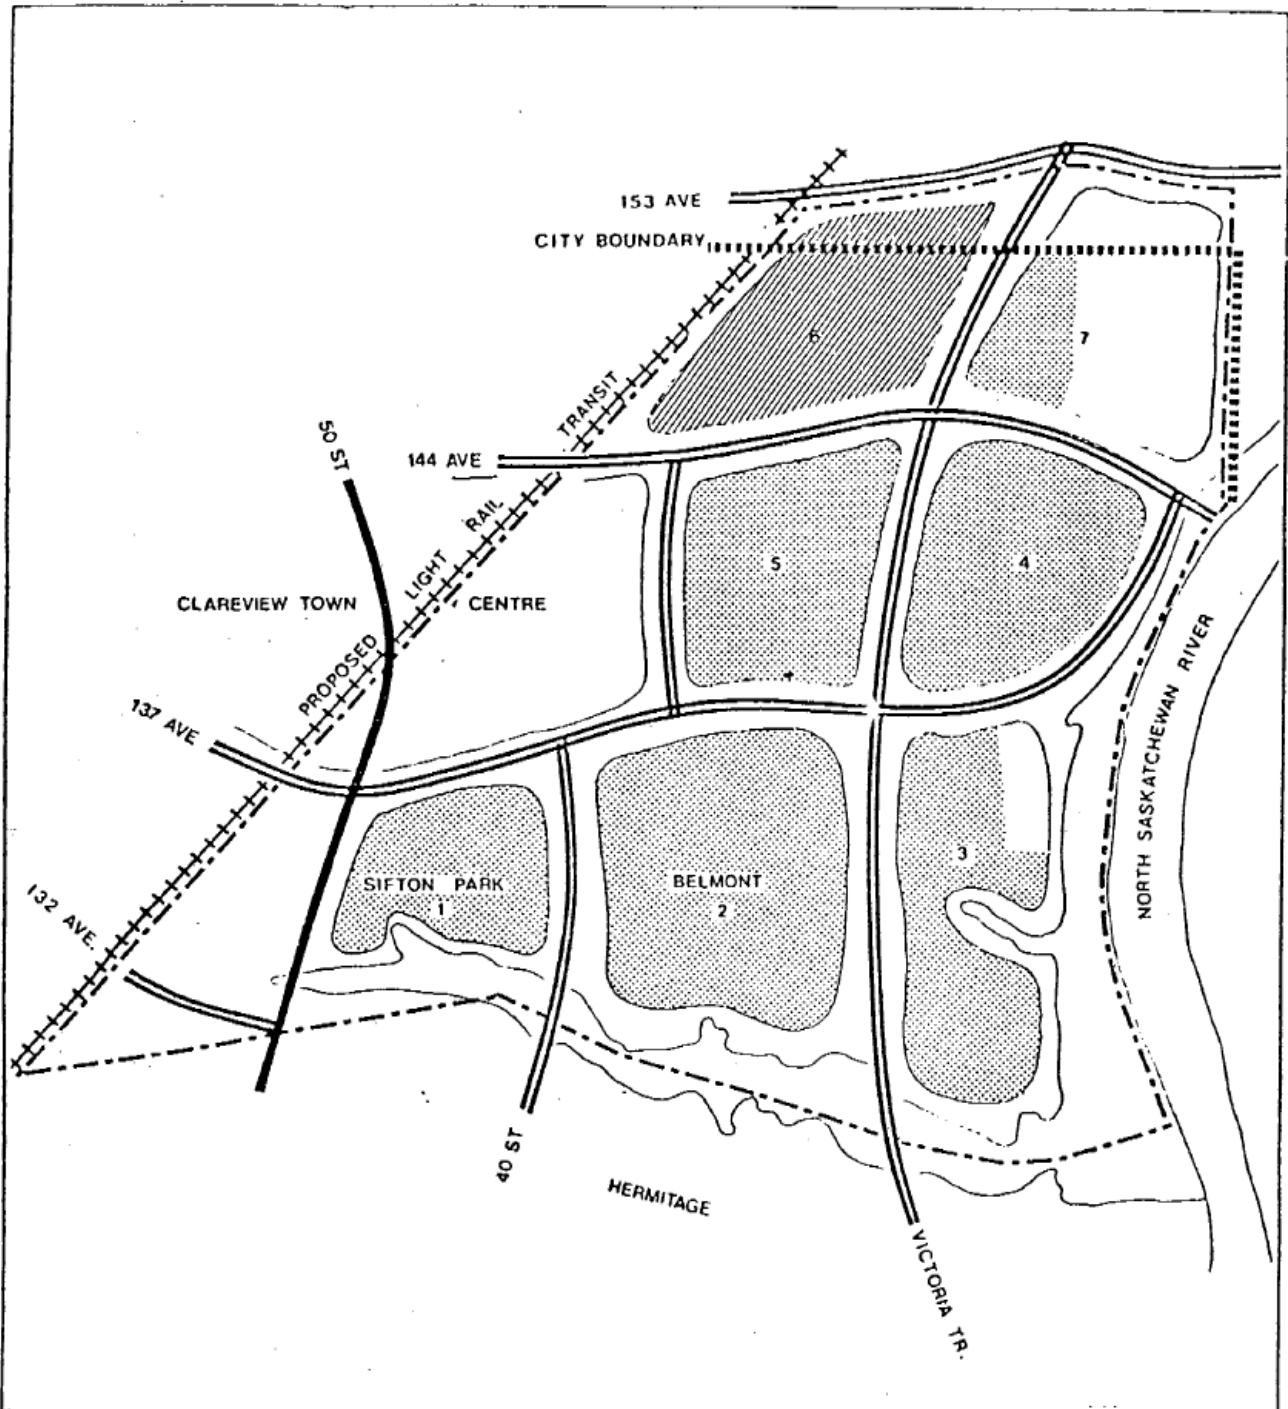 153 AVE
CITY BOUNDARY
6
7
TRANSIT
50 ST
144 AVE
RAIL
LIGHT
5
4
CLAREVIEW TOWN CENTRE
PROPOSED
NORTH SASKATCHEWAN RIVER
137 AVE
3
SIFTON PARK
1
BELMONT
2
132 AVE.
40 ST
HERMITAGE
VICTORIA TR.